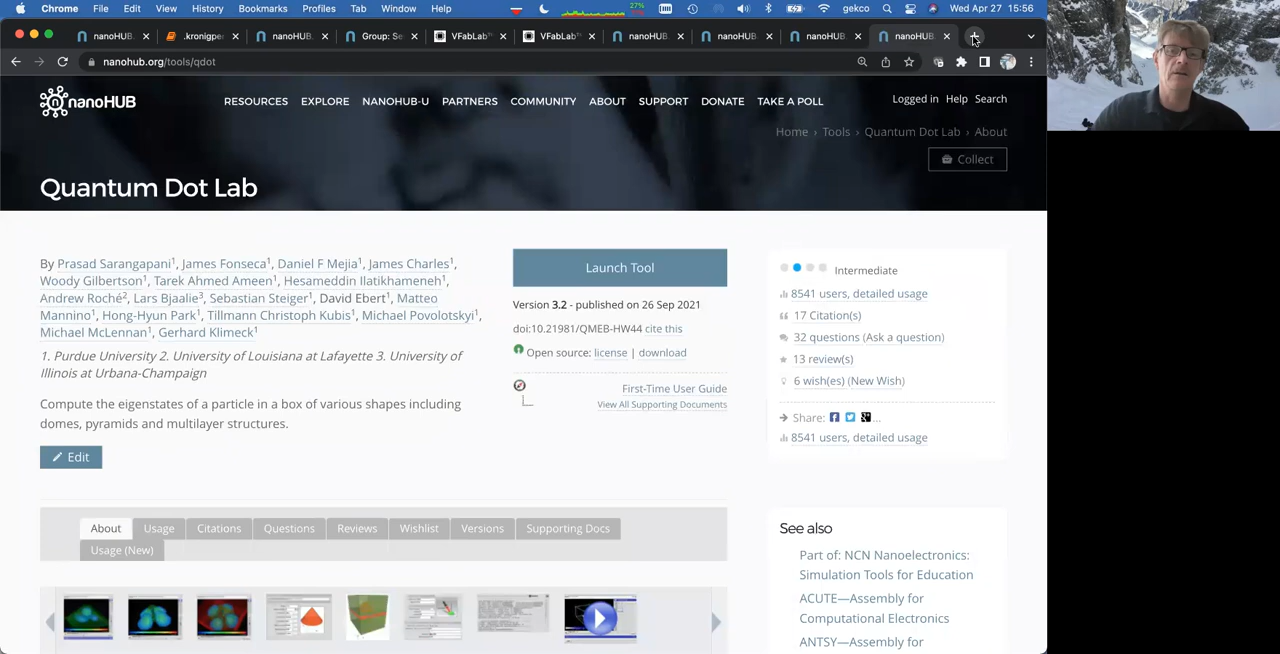 Chrome File Edit View History Bookmarks Profiles Tab Window Help 27% gekco Wed Apr 27 15:56
nanoHUB. .kronigper nanoHUB. Group: Se VFabLab™ VFabLab™ nanoHUB. nanoHUB. nanoHUB. nanoHUB.
nanohub.org/tools/qdot
nanoHUB RESOURCES EXPLORE NANOHUB-U PARTNERS COMMUNITY ABOUT SUPPORT DONATE TAKE A POLL Logged in Help Search
Home › Tools › Quantum Dot Lab › About
Collect
Quantum Dot Lab
By Prasad Sarangapani¹, James Fonseca¹, Daniel F Mejia¹, James Charles¹,
Woody Gilbertson¹, Tarek Ahmed Ameen¹, Hesameddin Ilatikhameneh¹,
Andrew Roché², Lars Bjaalie³, Sebastian Steiger¹, David Ebert¹, Matteo
Mannino¹, Hong-Hyun Park¹, Tillmann Christoph Kubis¹, Michael Povolotskyi¹,
Michael McLennan¹, Gerhard Klimeck¹
1. Purdue University 2. University of Louisiana at Lafayette 3. University of
Illinois at Urbana-Champaign
Compute the eigenstates of a particle in a box of various shapes including
domes, pyramids and multilayer structures.
Edit
Launch Tool
Version 3.2 - published on 26 Sep 2021
doi:10.21981/QMEB-HW44 cite this
Open source: license | download
First-Time User Guide
View All Supporting Documents
Intermediate
8541 users, detailed usage
17 Citation(s)
32 questions (Ask a question)
13 review(s)
6 wish(es) (New Wish)
Share: ...
8541 users, detailed usage
About Usage Citations Questions Reviews Wishlist Versions Supporting Docs
Usage (New)
See also
Part of: NCN Nanoelectronics:
Simulation Tools for Education
ACUTE—Assembly for
Computational Electronics
ANTSY—Assembly for